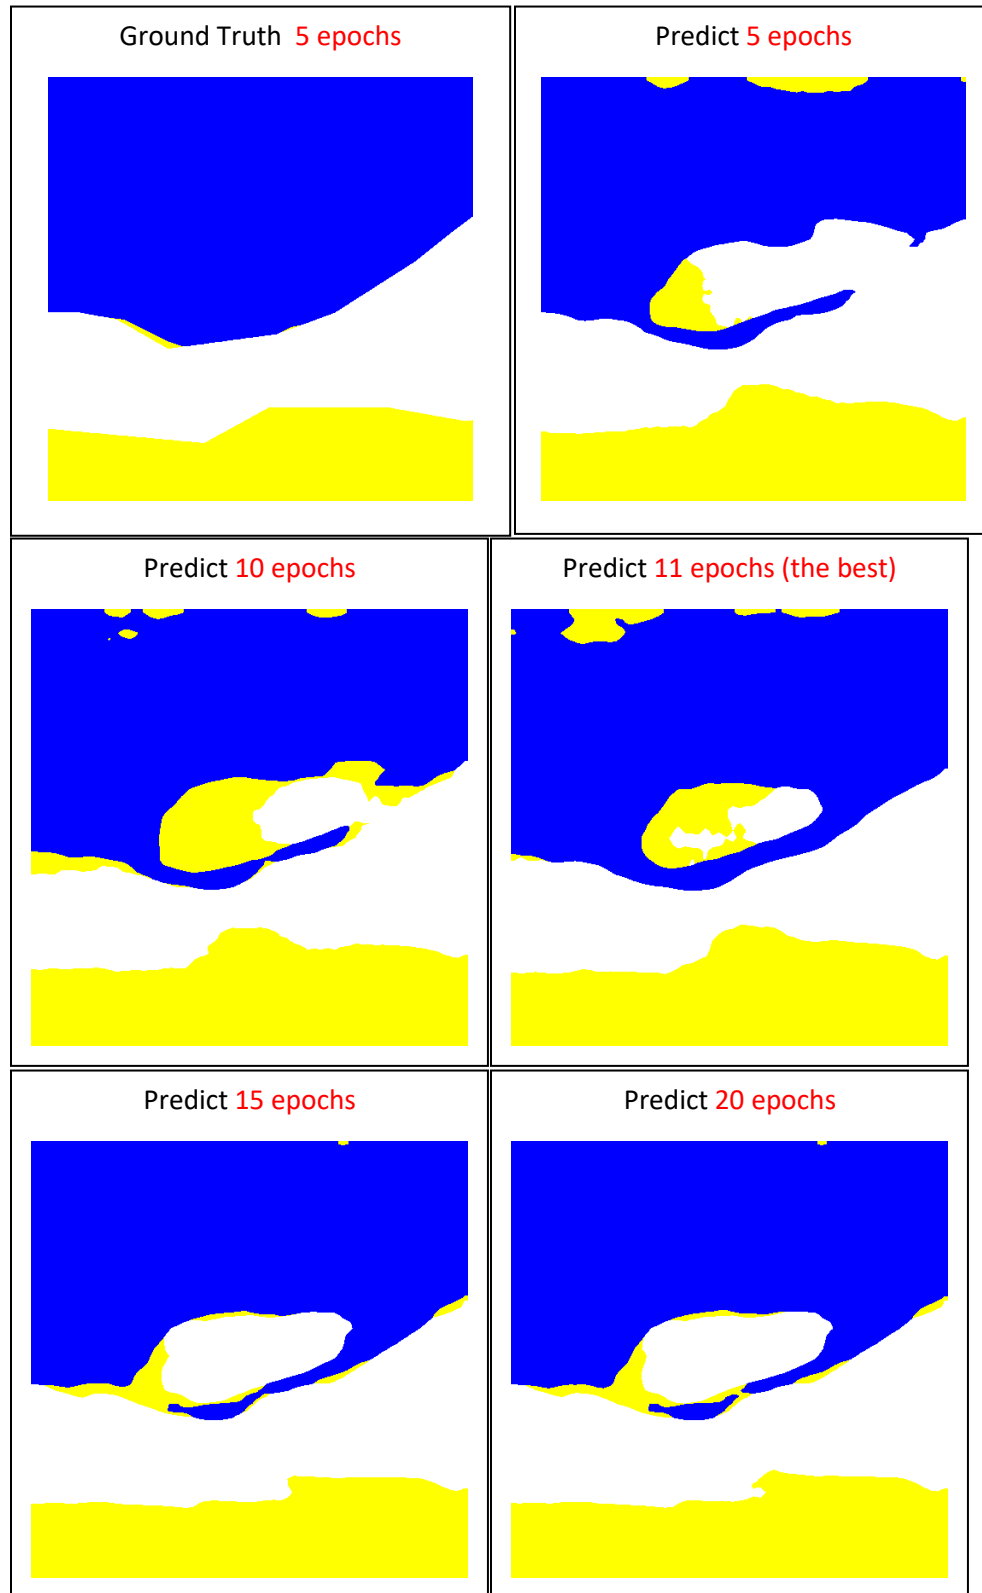 Ground Truth 5 epochs
Predict 5 epochs
Predict 10 epochs
Predict 11 epochs (the best)
Predict 15 epochs
Predict 20 epochs